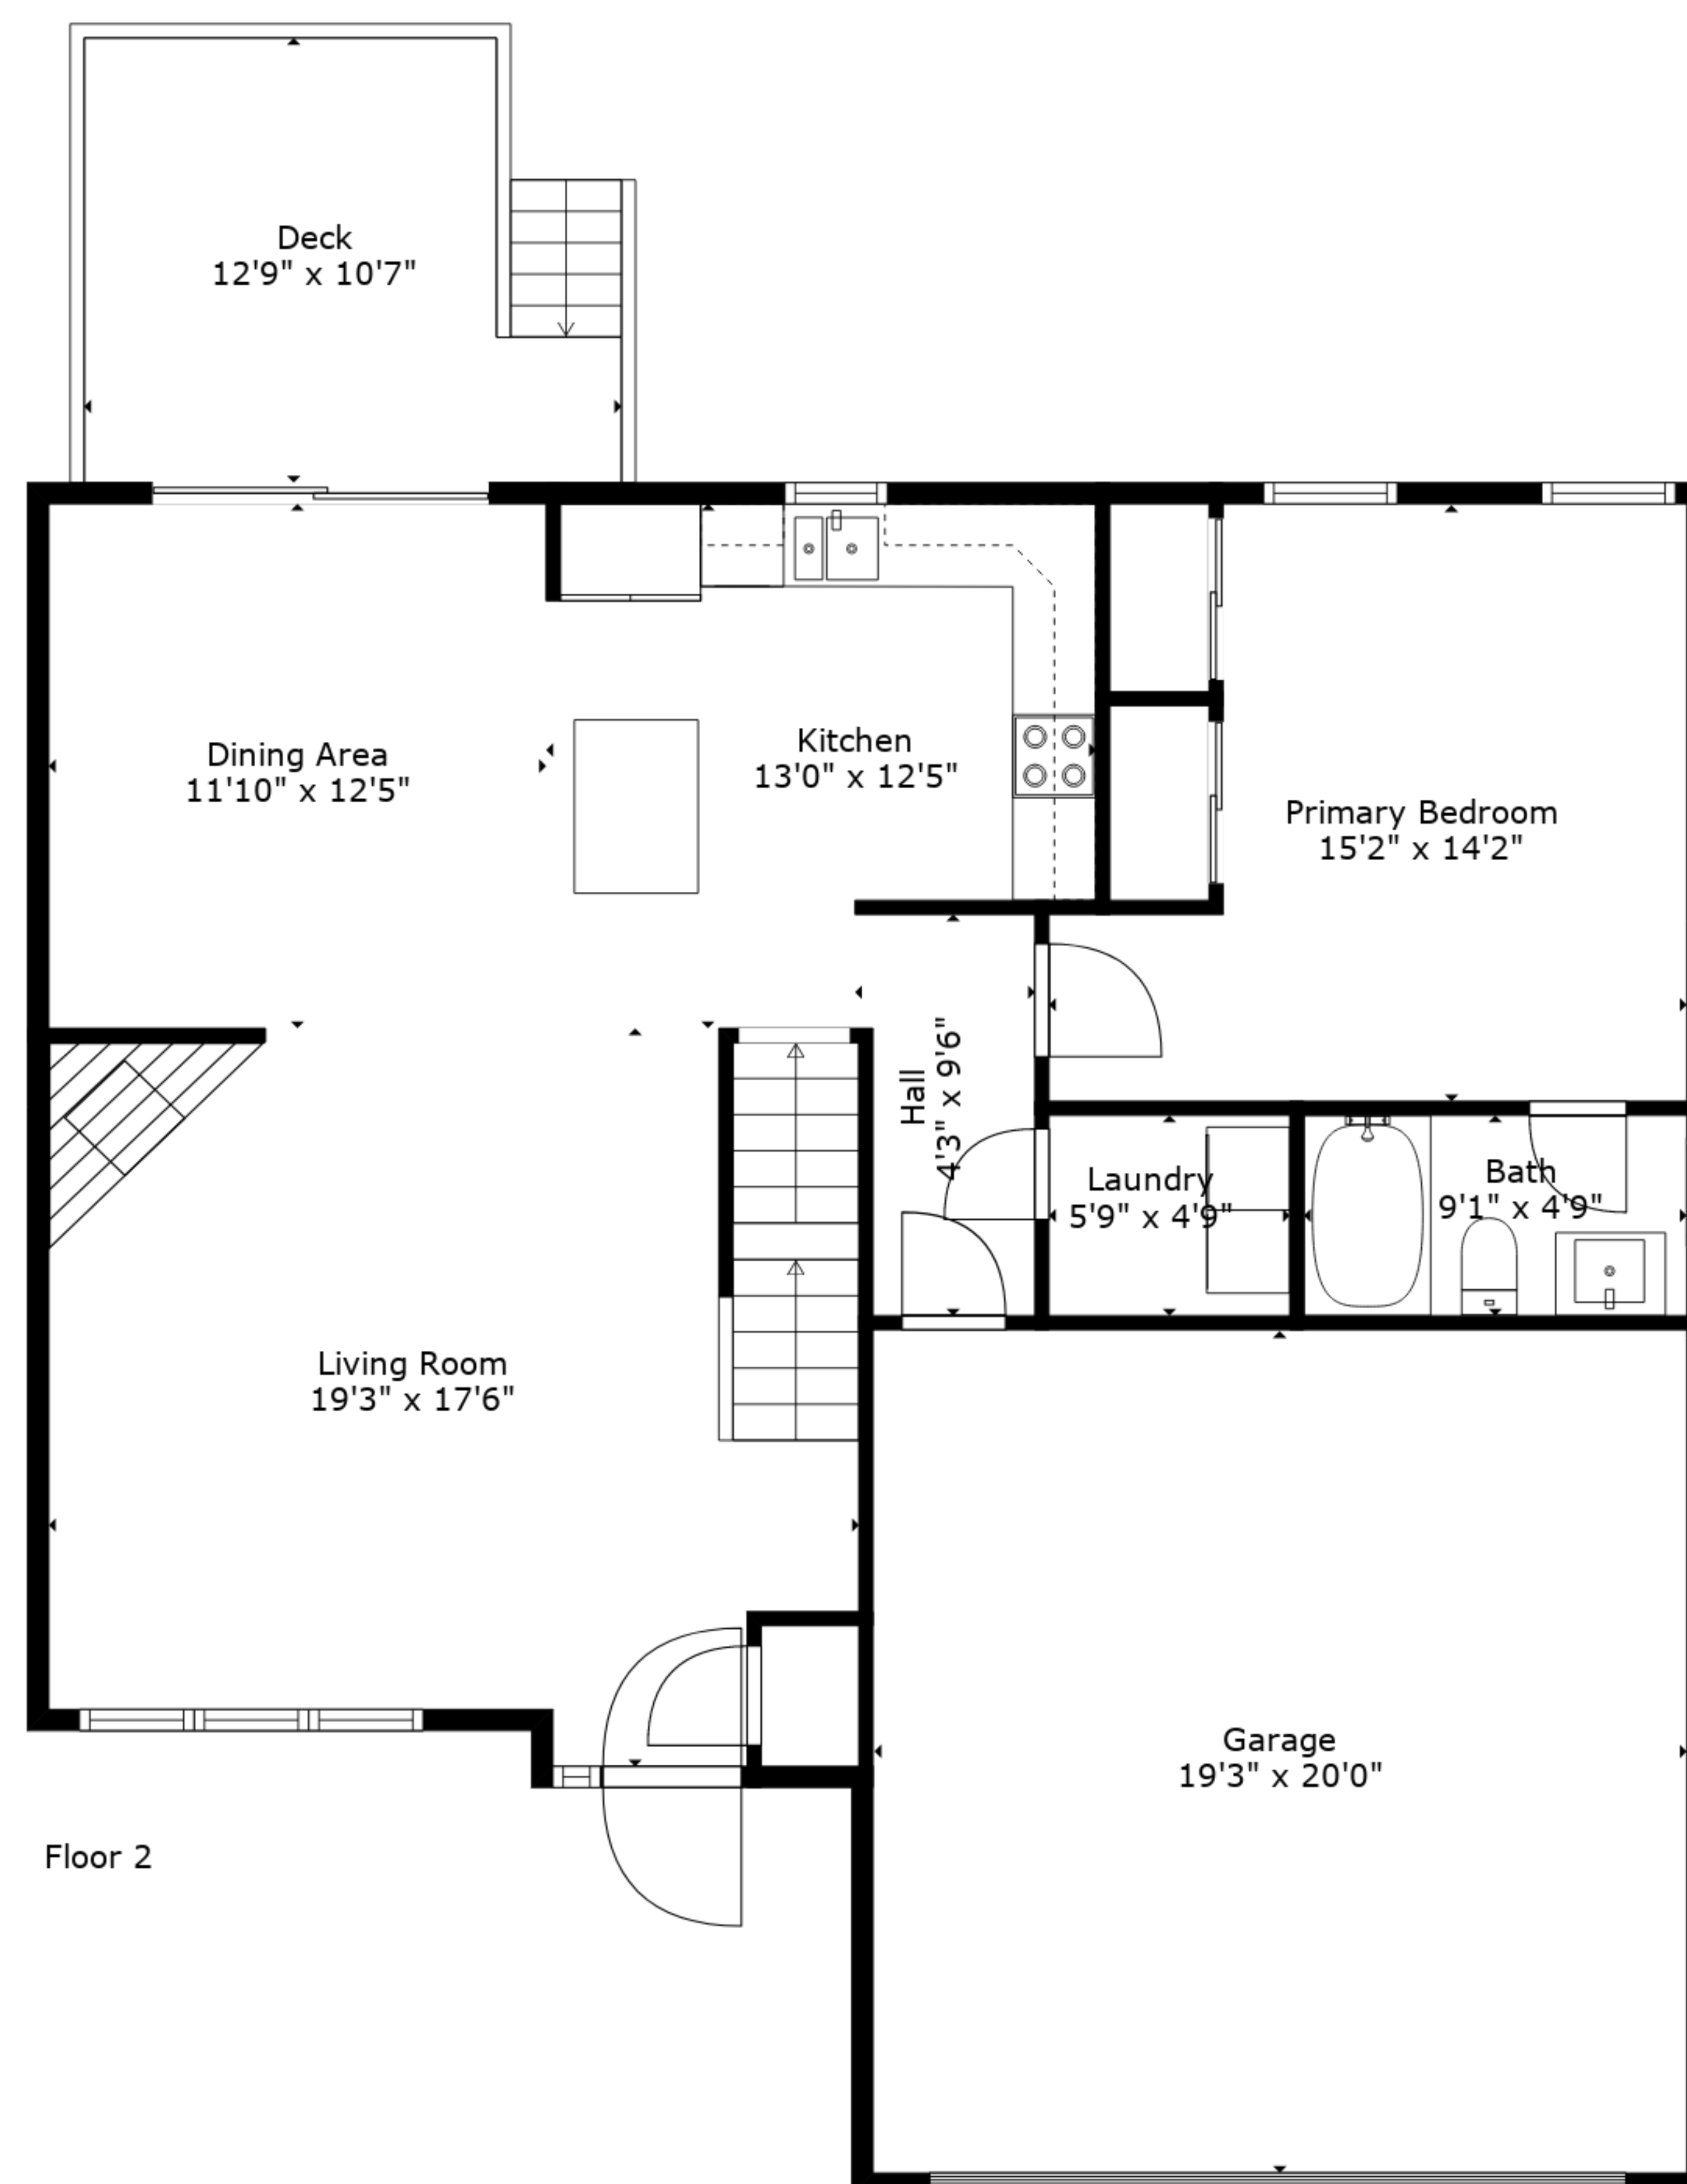 Deck
12'9" x 10'7"
Dining Area
11'10" x 12'5"
Kitchen
13'0" x 12'5"
Primary Bedroom
15'2" x 14'2"
Hall
4'3" x 9'6"
Laundry
5'9" x 4'9"
Bath
9'1" x 4'9"
Living Room
19'3" x 17'6"
Garage
19'3" x 20'0"
Floor 2